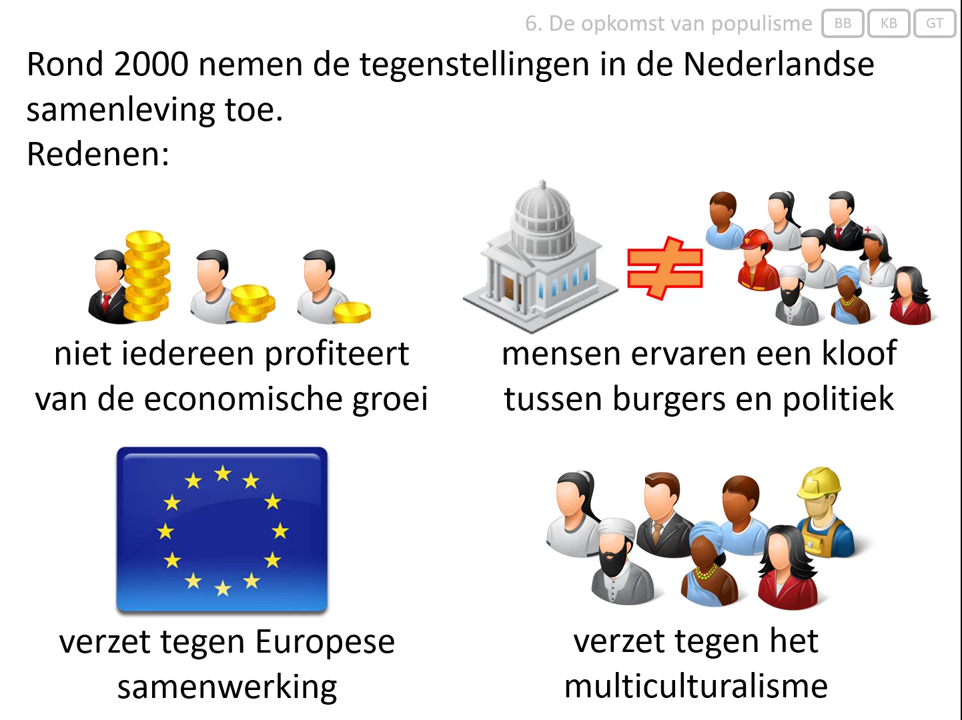 6. De opkomst van populisme BB KB GT
Rond 2000 nemen de tegenstellingen in de Nederlandse
samenleving toe.
Redenen:
niet iedereen profiteert
van de economische groei
mensen ervaren een kloof
tussen burgers en politiek
verzet tegen Europese
samenwerking
verzet tegen het
multiculturalisme